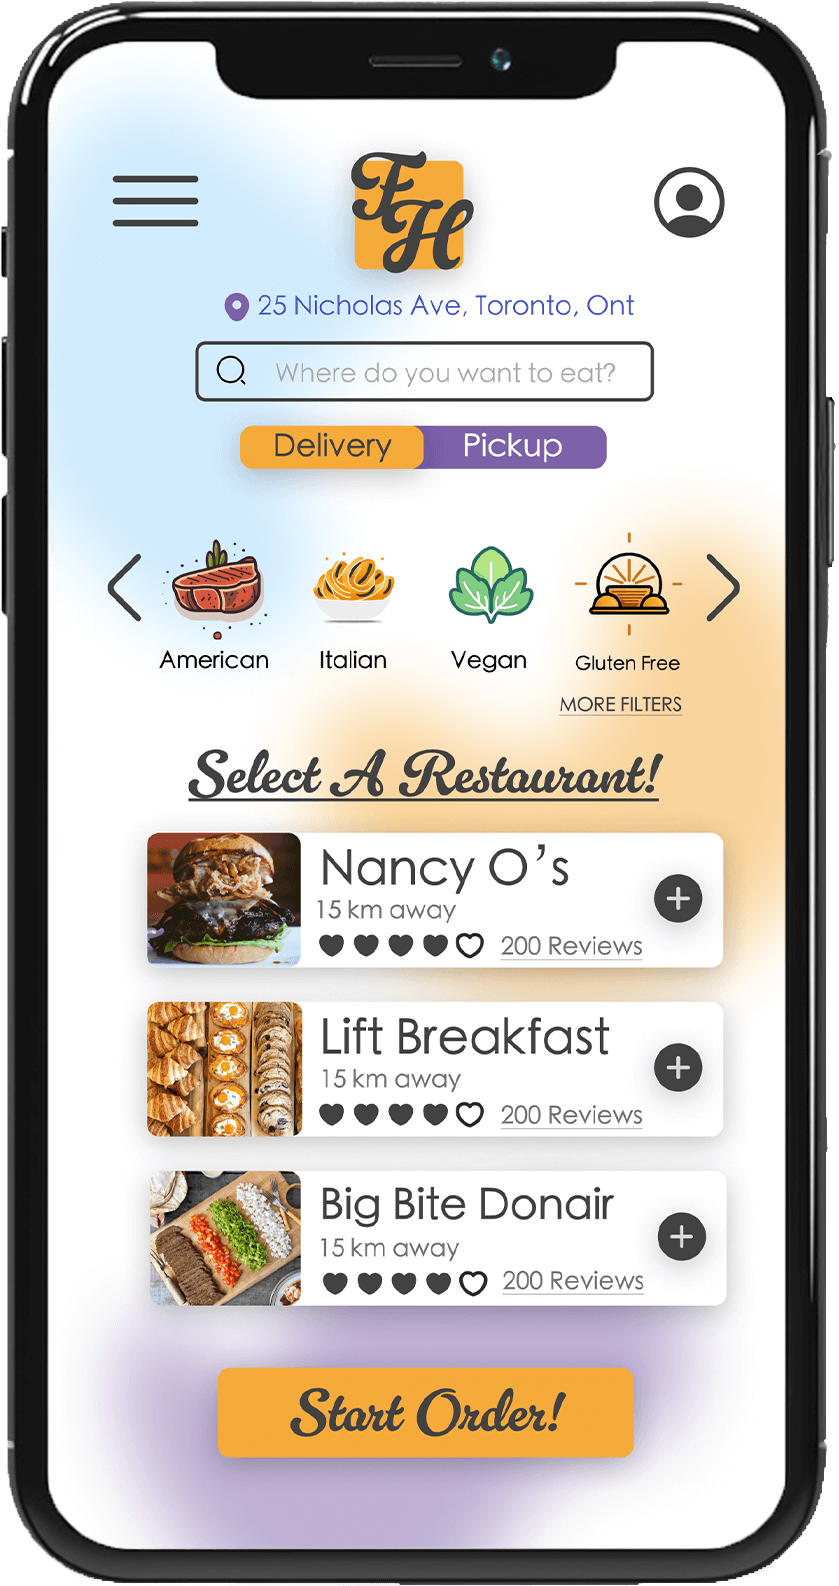 FH
25 Nicholas Ave, Toronto, Ont
Where do you want to eat?
Delivery Pickup
American Italian Vegan Gluten Free
MORE FILTERS
Select A Restaurant!
Nancy O’s
15 km away
200 Reviews
Lift Breakfast
15 km away
200 Reviews
Big Bite Donair
15 km away
200 Reviews
Start Order!